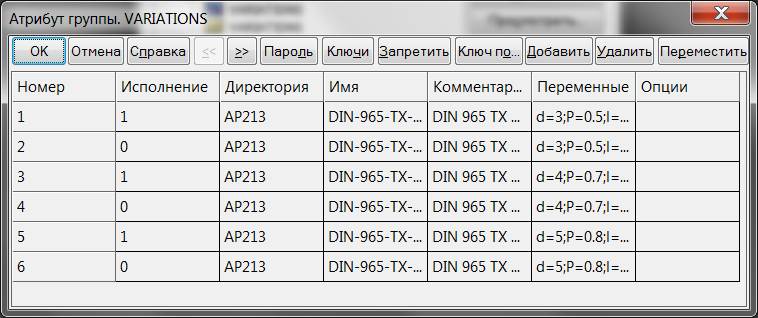 Атрибут группы. VARIATIONS
OK Отмена Справка << >> Пароль Ключи Запретить Ключ по... Добавить Удалить Переместить
Номер Исполнение Директория Имя Комментар... Переменные Опции
1 1 AP213 DIN-965-TX-... DIN 965 TX ... d=3;P=0.5;l=...
2 0 AP213 DIN-965-TX-... DIN 965 TX ... d=3;P=0.5;l=...
3 1 AP213 DIN-965-TX-... DIN 965 TX ... d=4;P=0.7;l=...
4 0 AP213 DIN-965-TX-... DIN 965 TX ... d=4;P=0.7;l=...
5 1 AP213 DIN-965-TX-... DIN 965 TX ... d=5;P=0.8;l=...
6 0 AP213 DIN-965-TX-... DIN 965 TX ... d=5;P=0.8;l=...